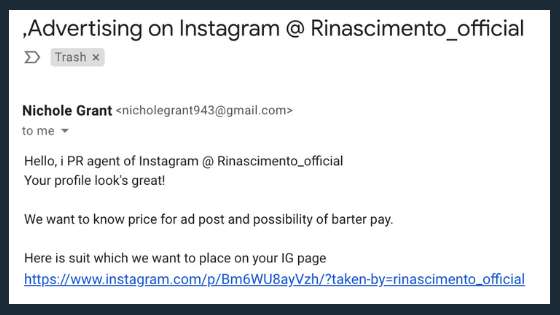 ,Advertising on Instagram @ Rinascimento_official
Trash ×
Nichole Grant <nicholegrant943@gmail.com>
to me
Hello, i PR agent of Instagram @ Rinascimento_official
Your profile look's great!
We want to know price for ad post and possibility of barter pay.
Here is suit which we want to place on your IG page
https://www.instagram.com/p/Bm6WU8ayVzh/?taken-by=rinascimento_official